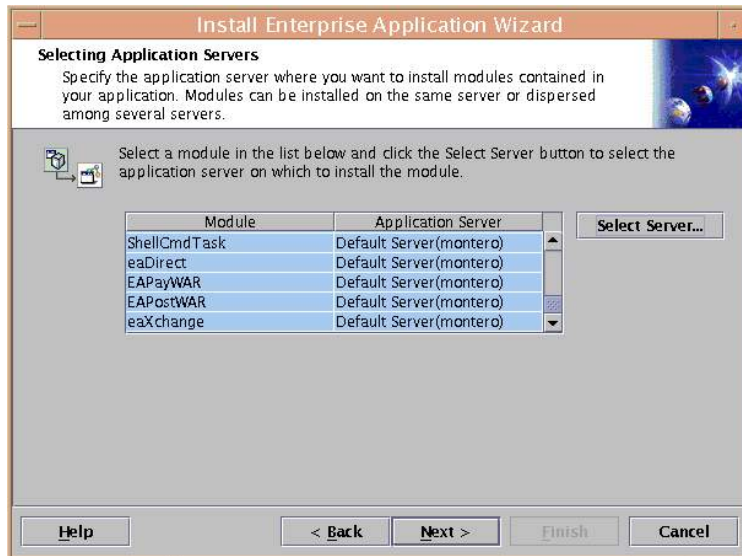 Install Enterprise Application Wizard
Selecting Application Servers
Specify the application server where you want to install modules contained in
your application. Modules can be installed on the same server or dispersed
among several servers.
Select a module in the list below and click the Select Server button to select the
application server on which to install the module.
Module Application Server
Select Server...
ShellCmdTask Default Server(montero)
eaDirect Default Server(montero)
EAPayWAR Default Server(montero)
EAPostWAR Default Server(montero)
eaXchange Default Server(montero)
Help < Back Next > Finish Cancel